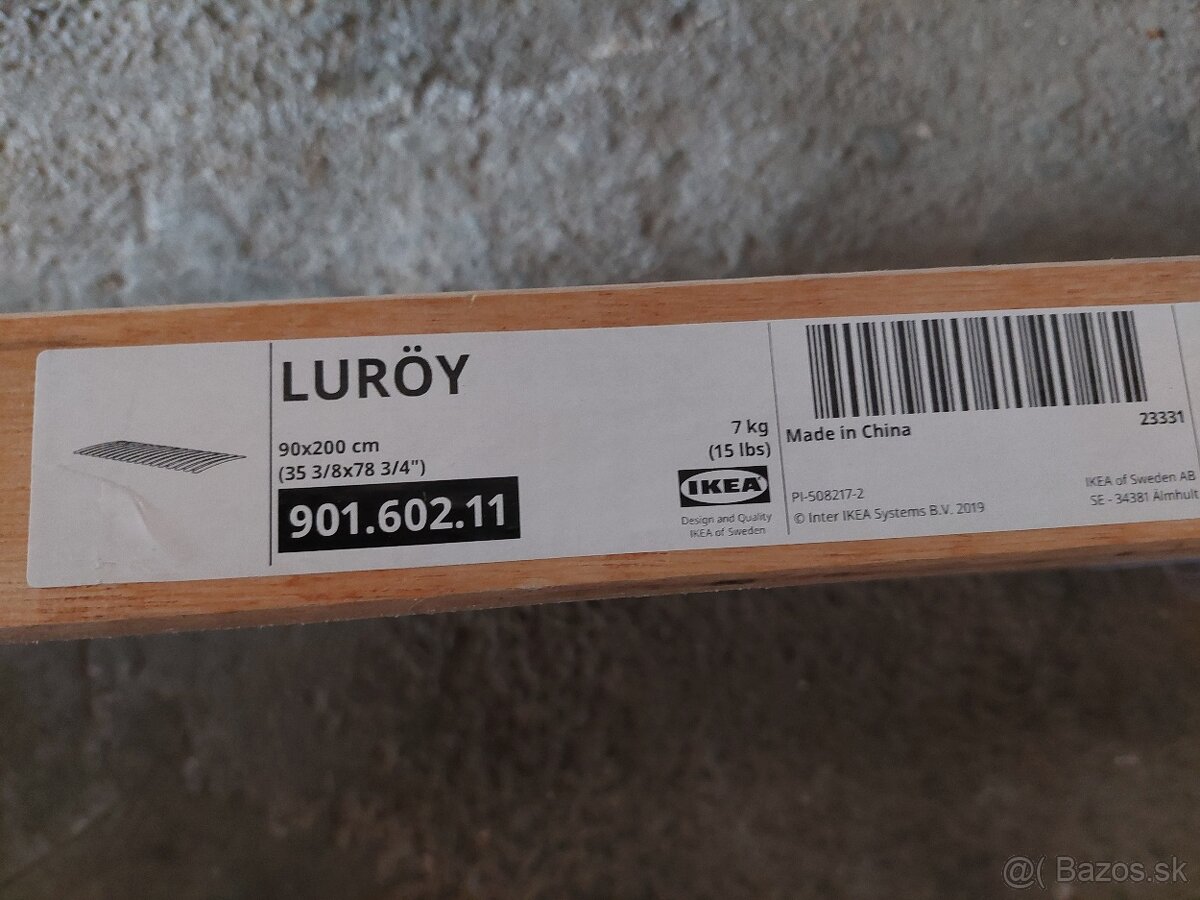 LURÖY
90x200 cm
(35 3/8x78 3/4")
901.602.11
7 kg
(15 lbs)
IKEA
Design and Quality
IKEA of Sweden
Made in China
23331
PI-508217-2
© Inter IKEA Systems B.V. 2019
IKEA of Sweden AB
SE - 34381 Älmhult
@( Bazos.sk